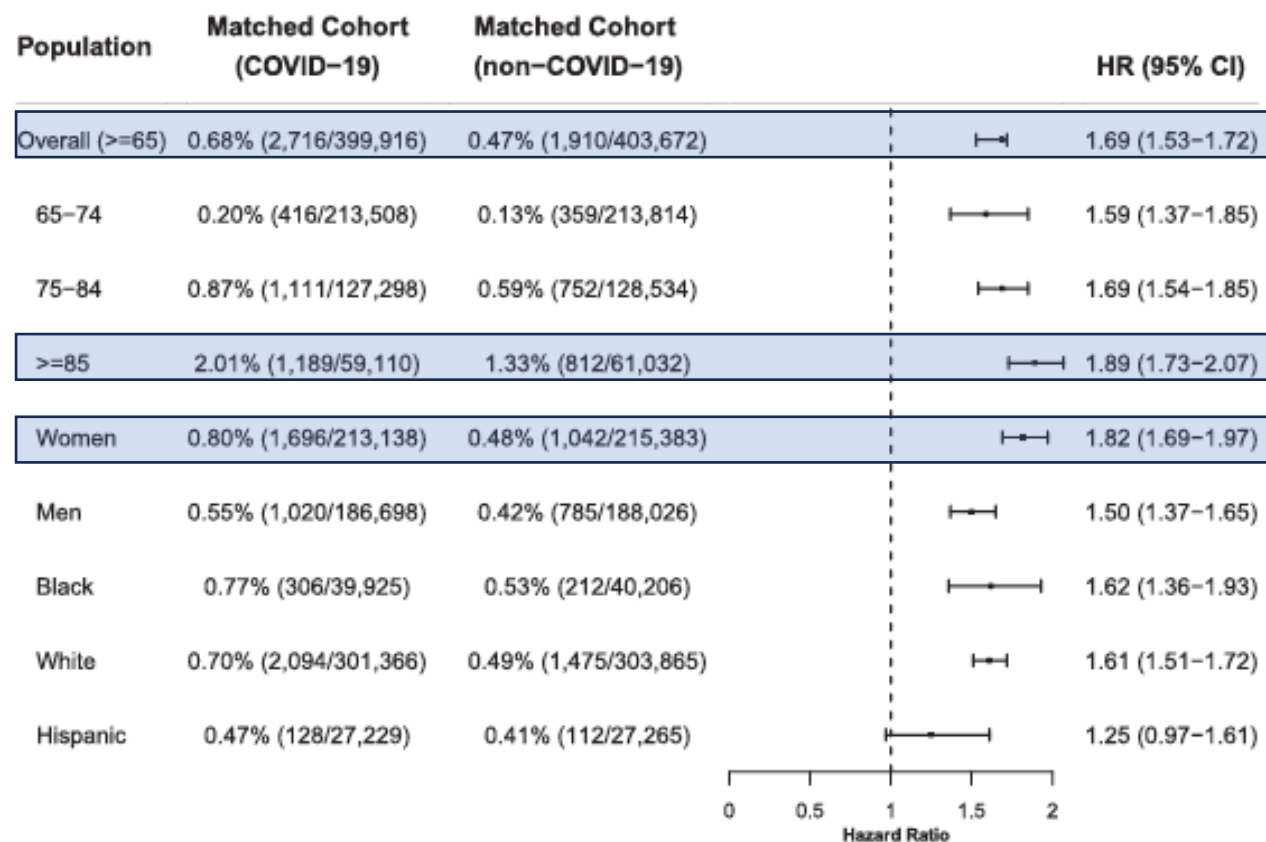 Population Matched Cohort (COVID−19) Matched Cohort (non−COVID−19) HR (95% CI)
Overall (>=65) 0.68% (2,716/399,916) 0.47% (1,910/403,672) 1.69 (1.53−1.72)
65−74 0.20% (416/213,508) 0.13% (359/213,814) 1.59 (1.37−1.85)
75−84 0.87% (1,111/127,298) 0.59% (752/128,534) 1.69 (1.54−1.85)
>=85 2.01% (1,189/59,110) 1.33% (812/61,032) 1.89 (1.73−2.07)
Women 0.80% (1,696/213,138) 0.48% (1,042/215,383) 1.82 (1.69−1.97)
Men 0.55% (1,020/186,698) 0.42% (785/188,026) 1.50 (1.37−1.65)
Black 0.77% (306/39,925) 0.53% (212/40,206) 1.62 (1.36−1.93)
White 0.70% (2,094/301,366) 0.49% (1,475/303,865) 1.61 (1.51−1.72)
Hispanic 0.47% (128/27,229) 0.41% (112/27,265) 1.25 (0.97−1.61)
0 0.5 1 1.5 2
Hazard Ratio